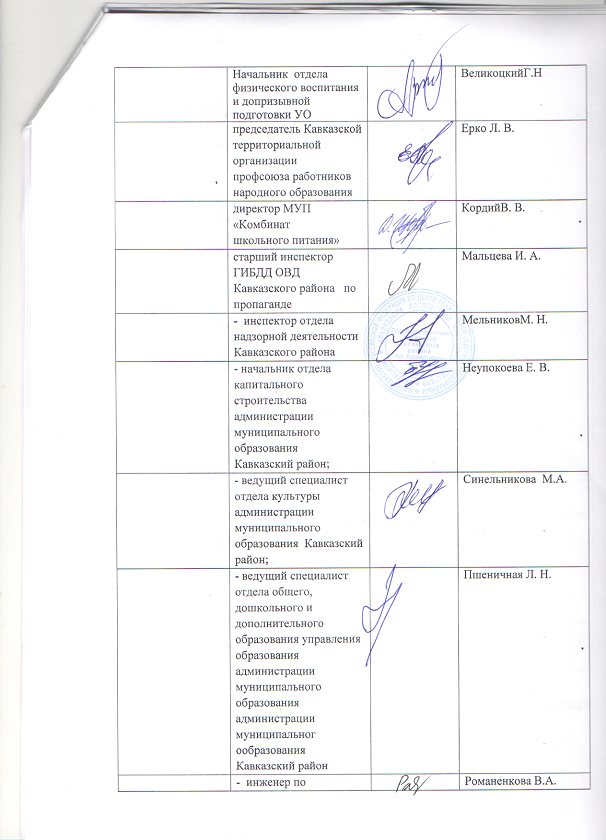 Начальник отдела
физического воспитания
и допризывной
подготовки УО
ВеликоцкийГ.Н
председатель Кавказской
территориальной
организации
профсоюза работников
народного образования
Ерко Л. В.
директор МУП
«Комбинат
школьного питания»
КордийВ. В.
старший инспектор
ГИБДД ОВД
Кавказского района по
пропаганде
Мальцева И. А.
- инспектор отдела
надзорной деятельности
Кавказского района
МельниковМ. Н.
- начальник отдела
капитального
строительства
администрации
муниципального
образования
Кавказский район;
Неупокоева Е. В.
- ведущий специалист
отдела культуры
администрации
муниципального
образования Кавказский
район;
Синельникова М.А.
- ведущий специалист
отдела общего,
дошкольного и
дополнительного
образования управления
образования
администрации
муниципального
образования
администрации
муниципальног
ообразования
Кавказский район
Пшеничная Л. Н.
- инженер по
Романенкова В.А.